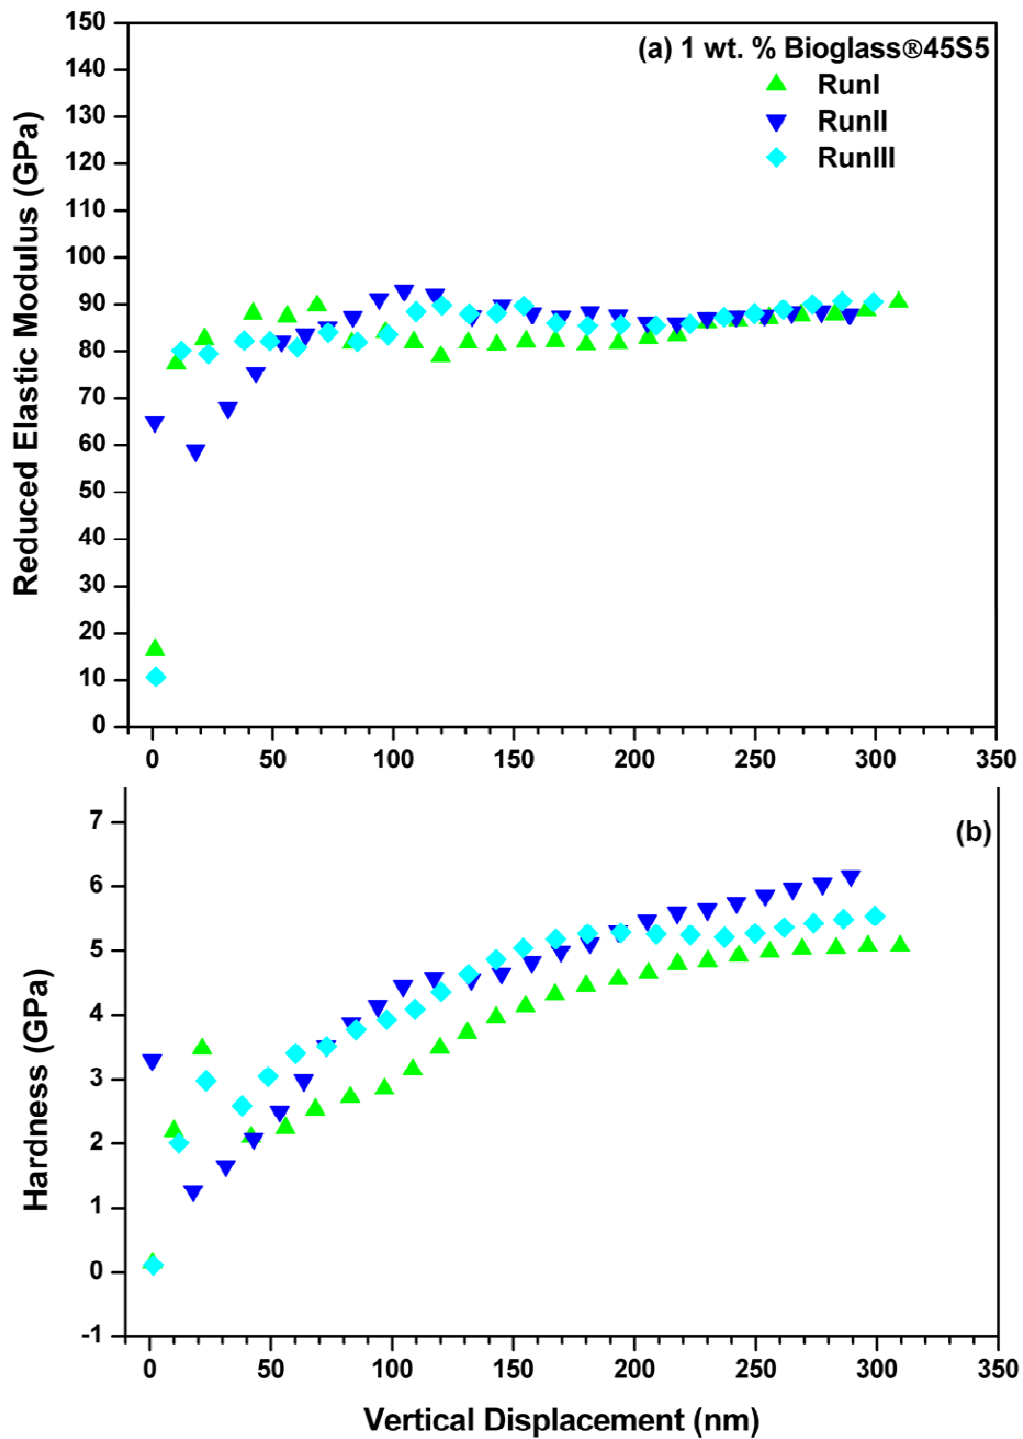 150
140
130
120
110
100
90
80
70
60
50
40
30
20
10
0
Reduced Elastic Modulus (GPa)
(a) 1 wt. % Bioglass®45S5
RunI
RunII
RunIII
0 50 100 150 200 250 300 350
7
6
5
4
3
2
1
0
-1
Hardness (GPa)
(b)
0 50 100 150 200 250 300 350
Vertical Displacement (nm)